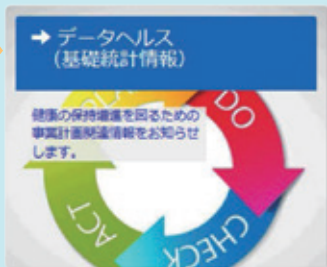 → データヘルス
(基礎統計情報)
健康の保持増進を図るための
事業計画関連情報をお知らせ
します。
PLAN
DO
CHECK
ACT